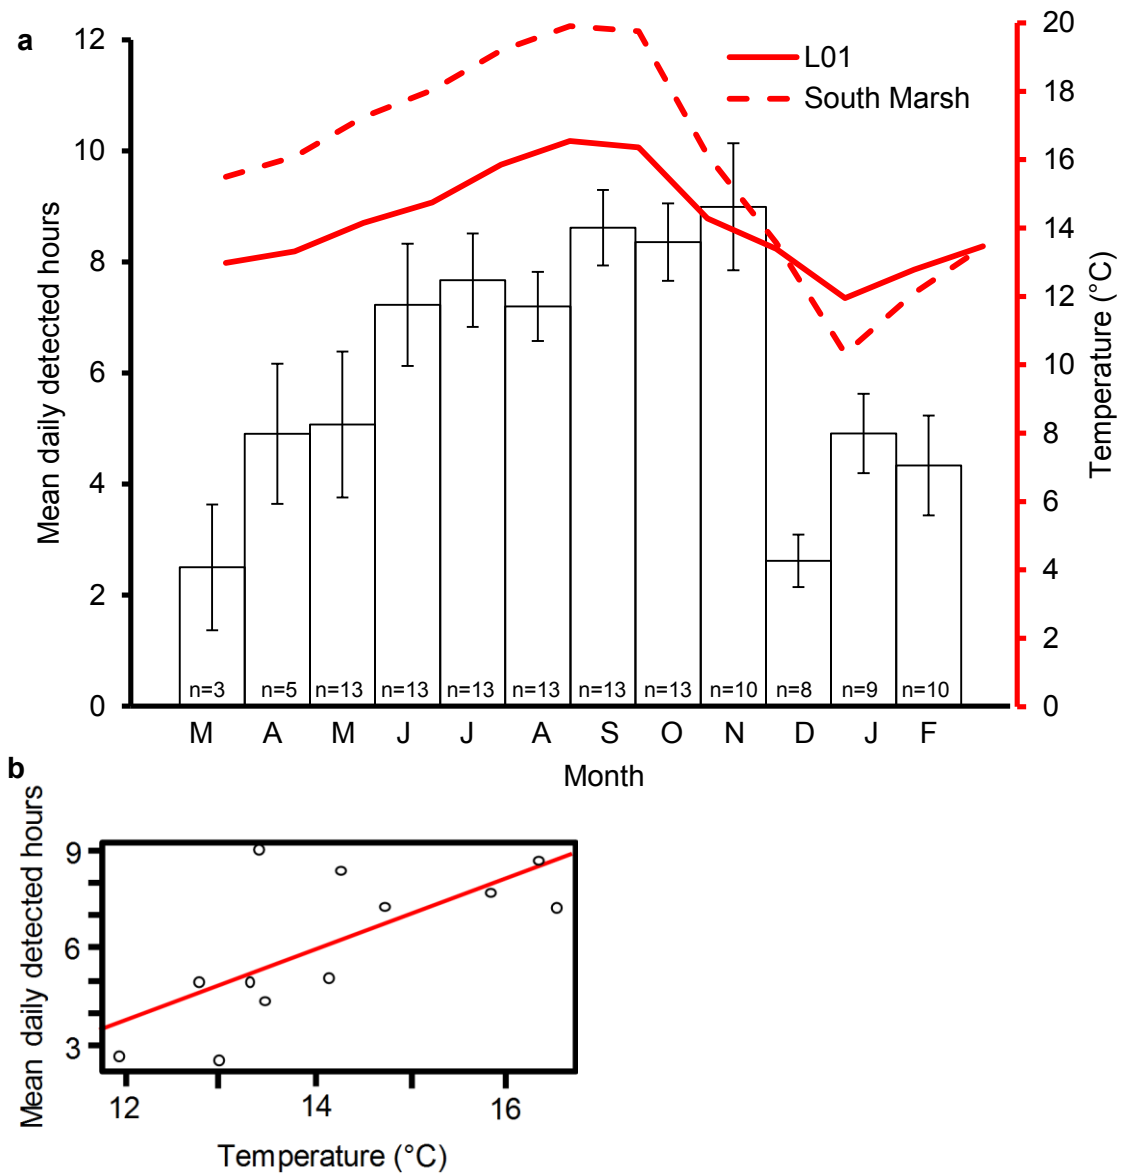 a
12
10
8
6
4
2
0
Mean daily detected hours
L01
South Marsh
20
18
16
14
12
10
8
6
4
2
0
Temperature (°C)
n=3 n=5 n=13 n=13 n=13 n=13 n=13 n=13 n=10 n=8 n=9 n=10
M A M J J A S O N D J F
Month
b
Mean daily detected hours
9
6
3
12 14 16
Temperature (°C)